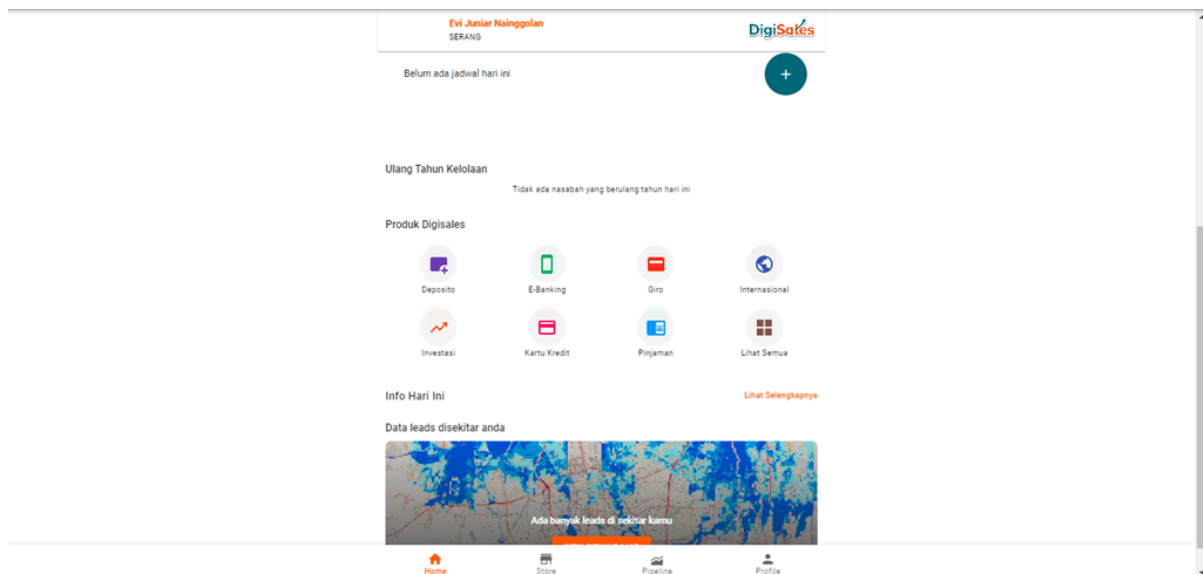 Evi Juniar Nainggolan
SERANG
DigiSales
Belum ada jadwal hari ini
+
Ulang Tahun Kelolaan
Tidak ada nasabah yang berulang tahun hari ini
Produk Digisales
Deposito
E-Banking
Giro
Internasional
Investasi
Kartu Kredit
Pinjaman
Lihat Semua
Info Hari Ini
Lihat Selengkapnya
Data leads disekitar anda
Ada banyak leads di sekitar kamu
Home
Store
Pipeline
Profile